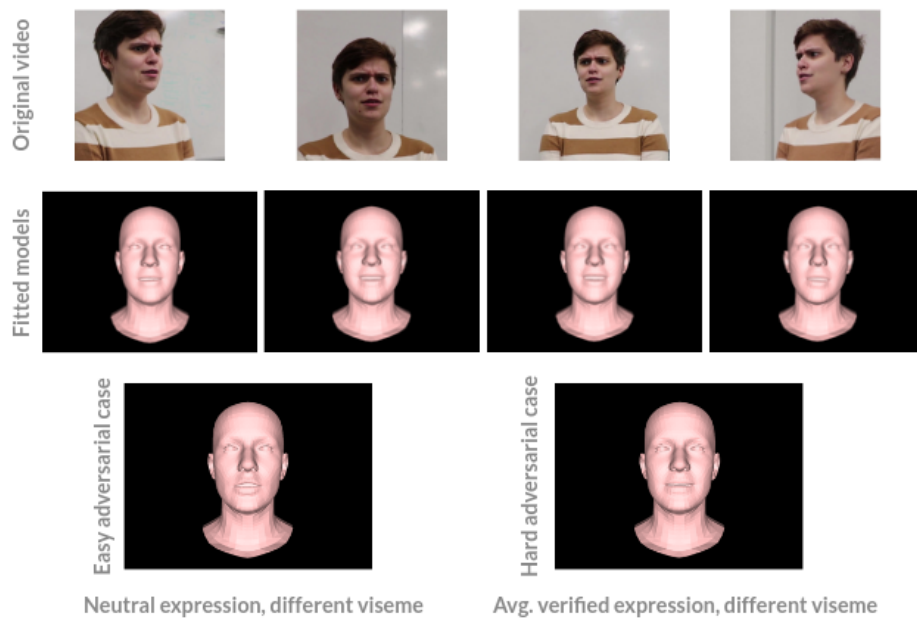 Original video
Fitted models
Easy adversarial case
Hard adversarial case
Neutral expression, different viseme
Avg. verified expression, different viseme